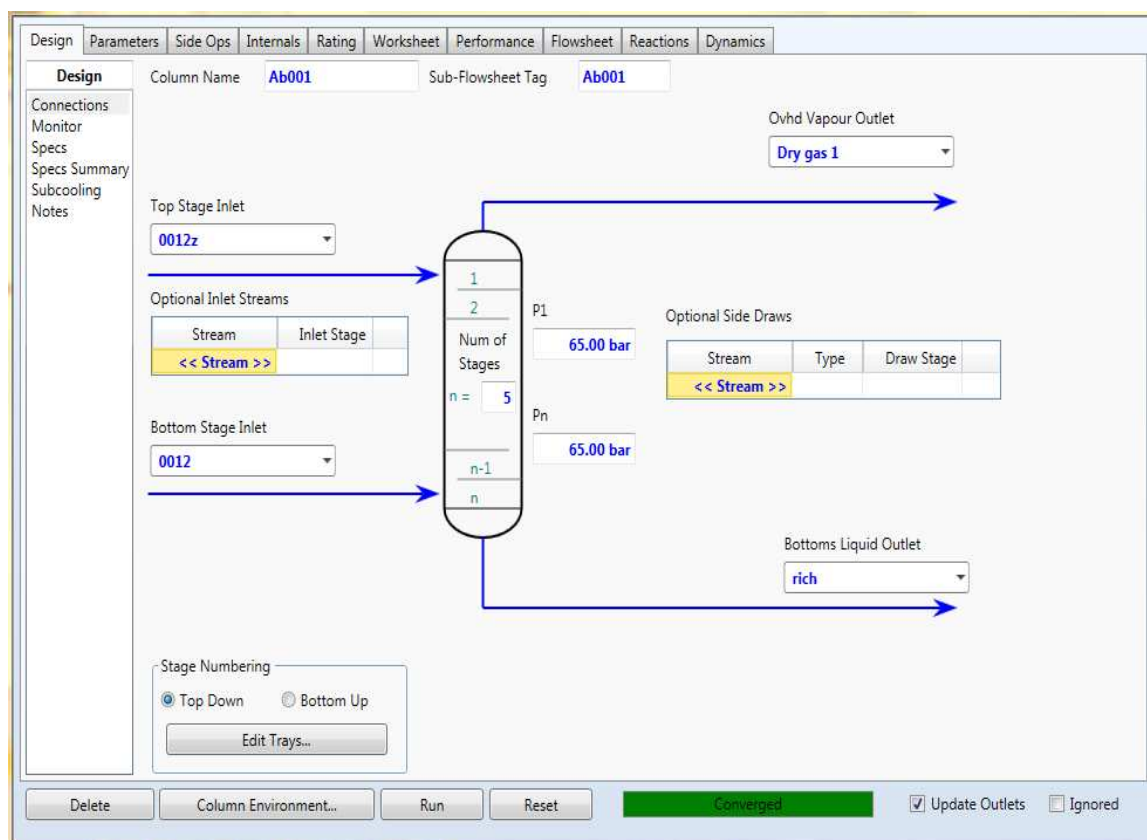 Design Parameters Side Ops Internals Rating Worksheet Performance Flowsheet Reactions Dynamics
Design
Connections
Monitor
Specs
Specs Summary
Subcooling
Notes
Column Name Ab001 Sub-Flowsheet Tag Ab001
Ovhd Vapour Outlet
Dry gas 1
Top Stage Inlet
0012z
Optional Inlet Streams
Stream Inlet Stage
<< Stream >>
Bottom Stage Inlet
0012
1
2
Num of
Stages
n = 5
n-1
n
P1
65.00 bar
Pn
65.00 bar
Optional Side Draws
Stream Type Draw Stage
<< Stream >>
Bottoms Liquid Outlet
rich
Stage Numbering
Top Down Bottom Up
Edit Trays...
Delete Column Environment... Run Reset Converged Update Outlets Ignored